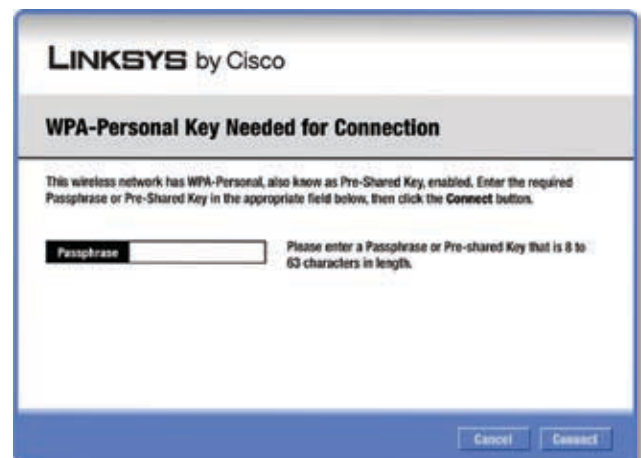 LINKSYS by Cisco
WPA-Personal Key Needed for Connection
This wireless network has WPA-Personal, also know as Pre-Shared Key, enabled. Enter the required
Passphrase or Pre-Shared Key in the appropriate field below, then click the Connect button.
Passphrase
Please enter a Passphrase or Pre-shared Key that is 8 to
63 characters in length.
Cancel
Connect